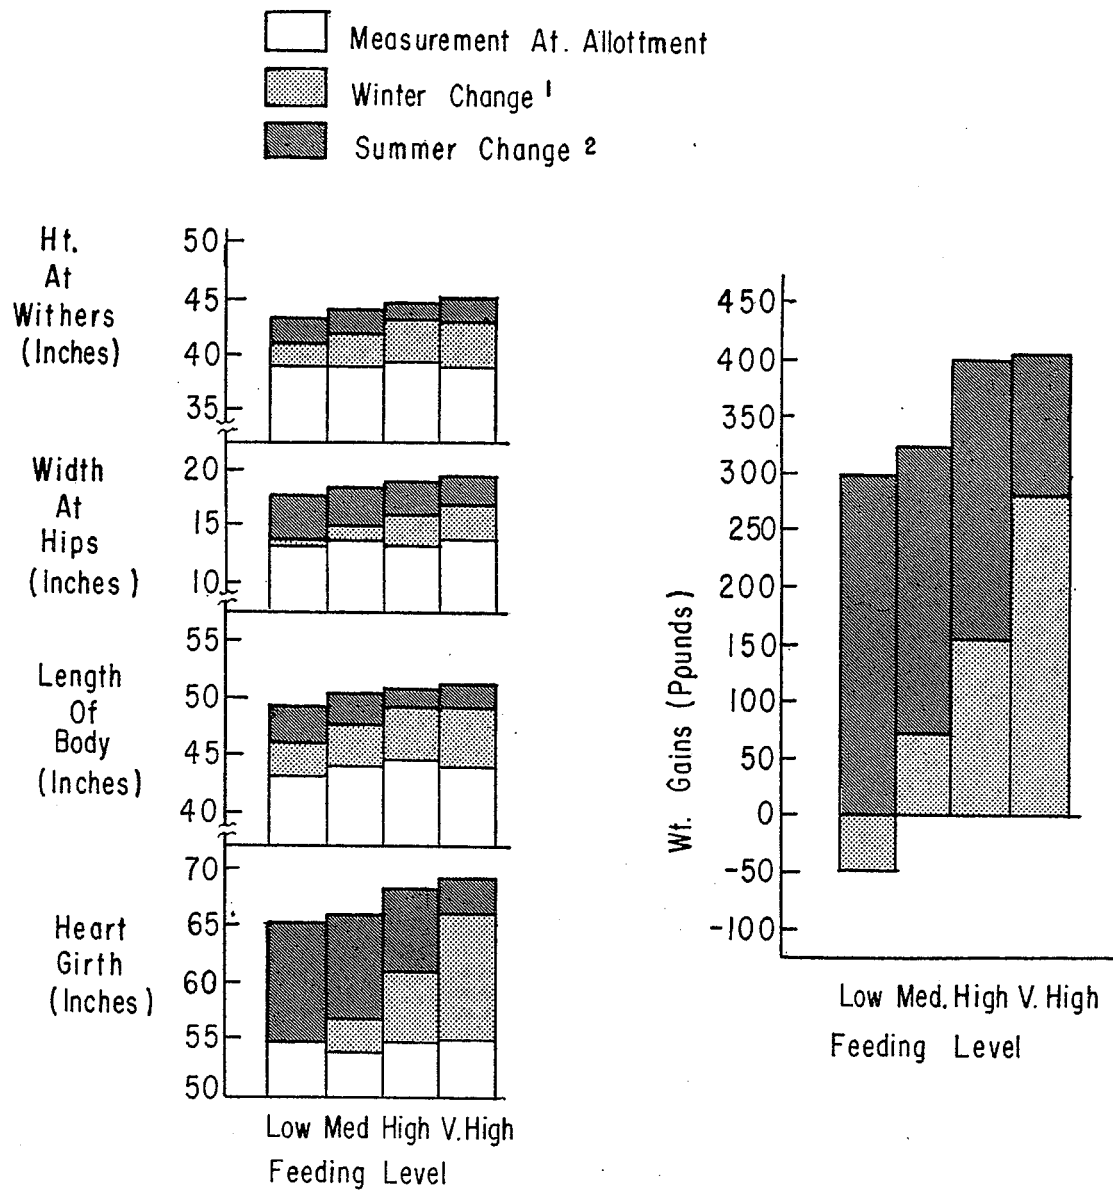 Measurement At. Allottment
Winter Change 1
Summer Change 2
Ht.
At
Withers
(Inches)
50
45
40
35
Width
At
Hips
(Inches)
20
15
10
Length
Of
Body
(Inches)
55
50
45
40
Heart
Girth
(Inches)
70
65
60
55
50
Low Med High V.High
Feeding Level
Wt. Gains (Ppunds)
450
400
350
300
250
200
150
100
50
0
-50
-100
Low Med. High V. High
Feeding Level